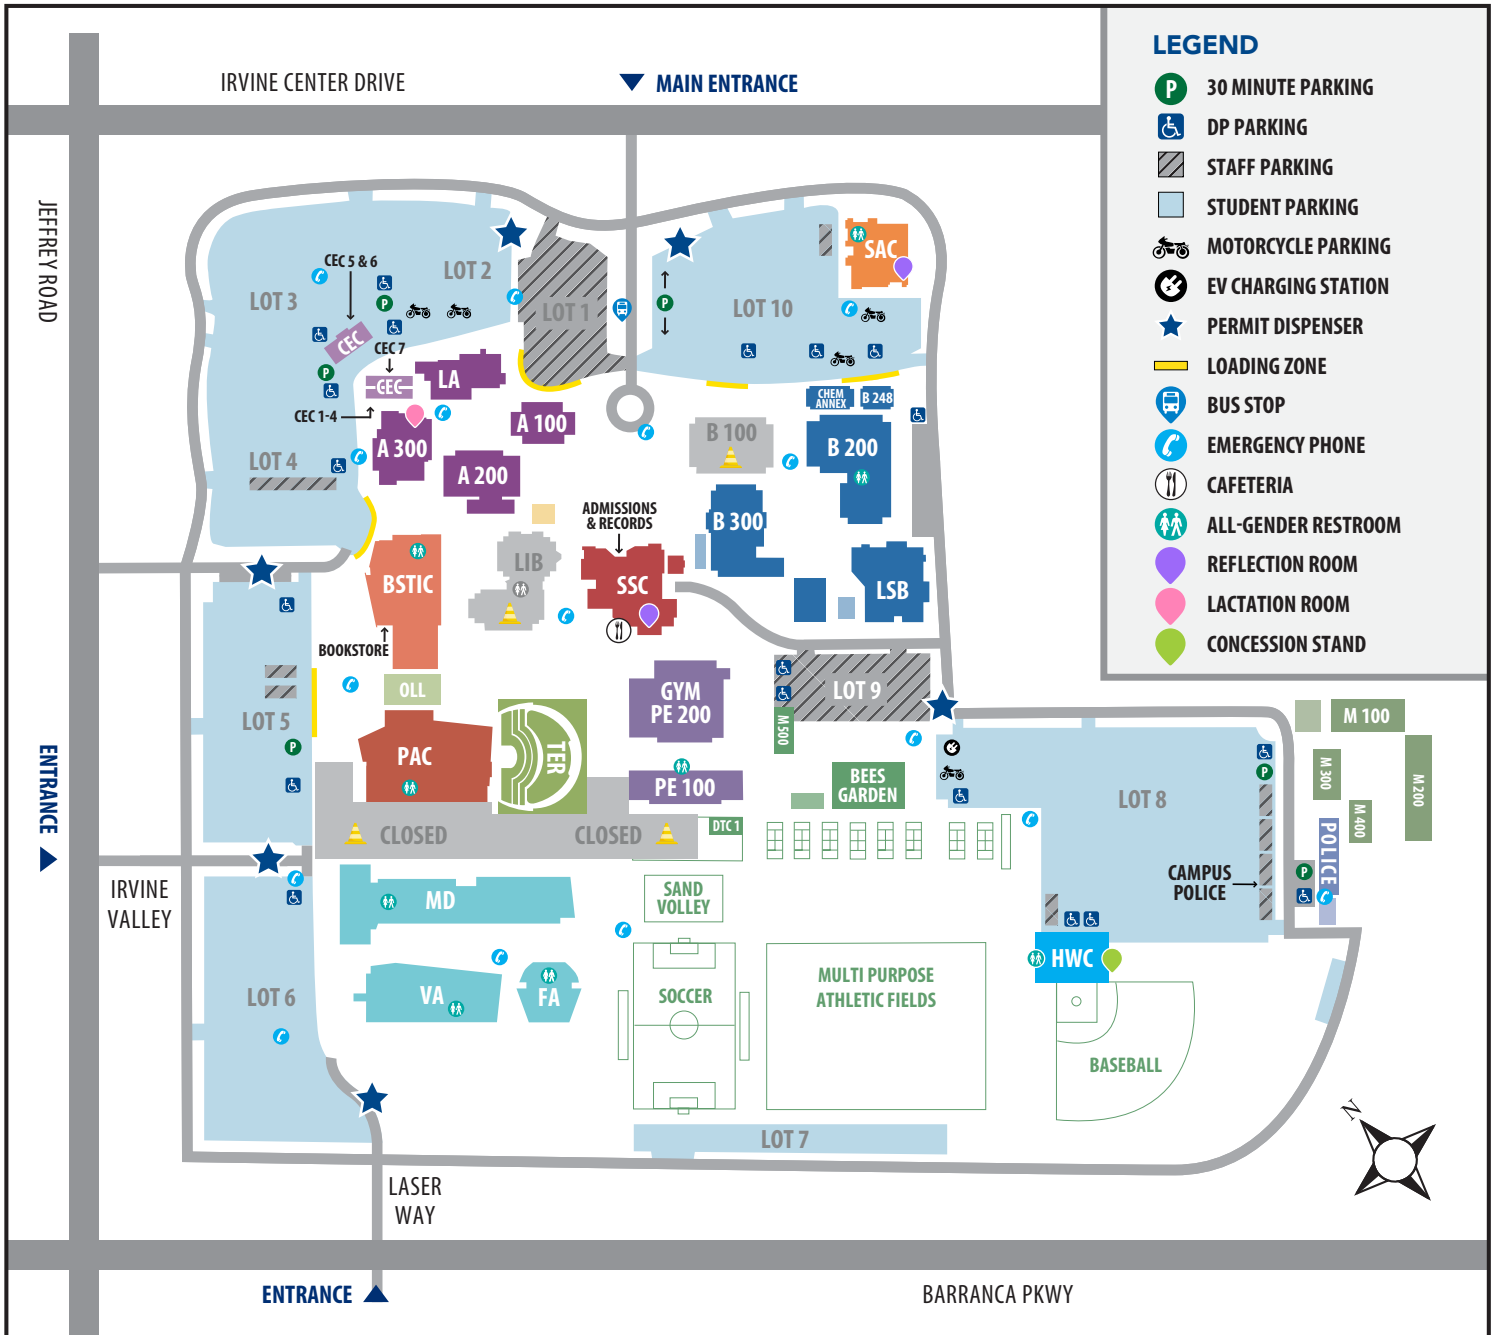 IRVINE CENTER DRIVE
MAIN ENTRANCE
LEGEND
P
30 MINUTE PARKING
DP PARKING
STAFF PARKING
STUDENT PARKING
MOTORCYCLE PARKING
EV CHARGING STATION
PERMIT DISPENSER
LOADING ZONE
BUS STOP
EMERGENCY PHONE
CAFETERIA
ALL-GENDER RESTROOM
REFLECTION ROOM
LACTATION ROOM
CONCESSION STAND
JEFFREY ROAD
CEC 5 & 6
LOT 2
LOT 3
P
LOT 1
P
LOT 10
SAC
CEC
CEC 7
P
CEC
LA
CEC 1-4
A 100
A 300
A 200
LOT 4
CHEM
ANNEX
B 248
B 100
B 200
ADMISSIONS
& RECORDS
B 300
BSTIC
LIB
SSC
LSB
BOOKSTORE
OLL
GYM
PE 200
LOT 9
M 500
LOT 5
P
PAC
TER
PE 100
BEES
GARDEN
DTC 1
CLOSED
CLOSED
ENTRANCE
LOT 8
P
M 100
M 300
M 200
M 400
POLICE
P
CAMPUS
POLICE
IRVINE
VALLEY
MD
SAND
VOLLEY
HWC
LOT 6
VA
FA
SOCCER
MULTI PURPOSE
ATHLETIC FIELDS
BASEBALL
LOT 7
N
LASER
WAY
ENTRANCE
BARRANCA PKWY